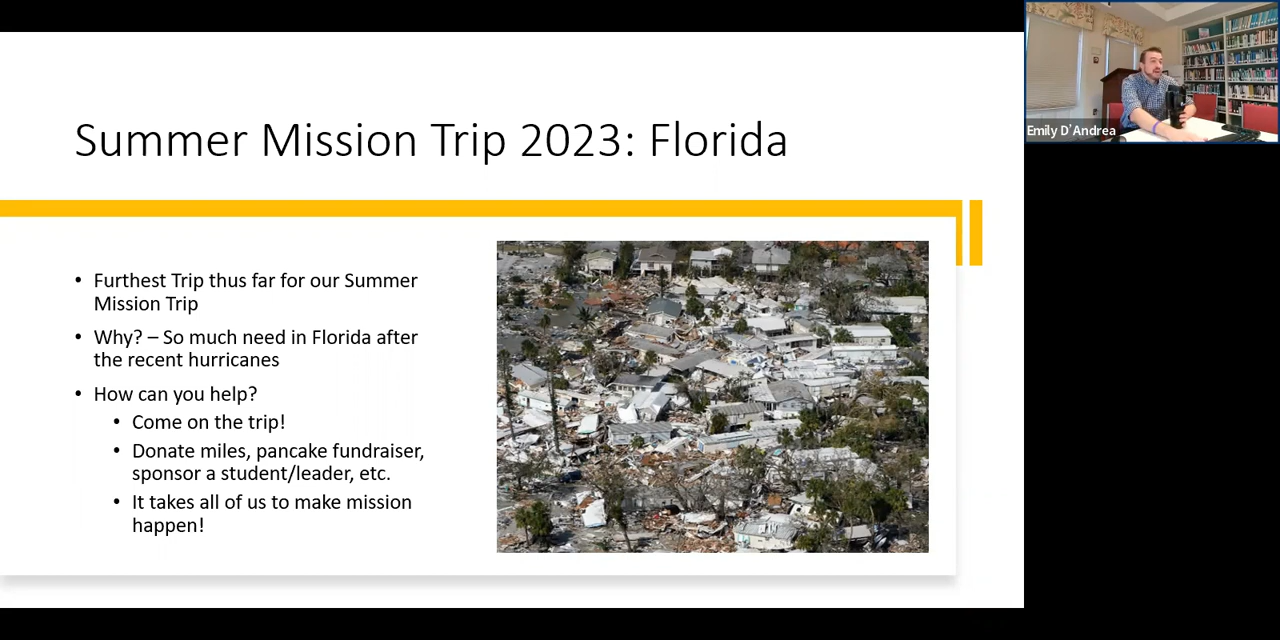 Summer Mission Trip 2023: Florida
• Furthest Trip thus far for our Summer
Mission Trip
• Why? – So much need in Florida after
the recent hurricanes
• How can you help?
• Come on the trip!
• Donate miles, pancake fundraiser,
sponsor a student/leader, etc.
• It takes all of us to make mission
happen!
Emily D'Andrea